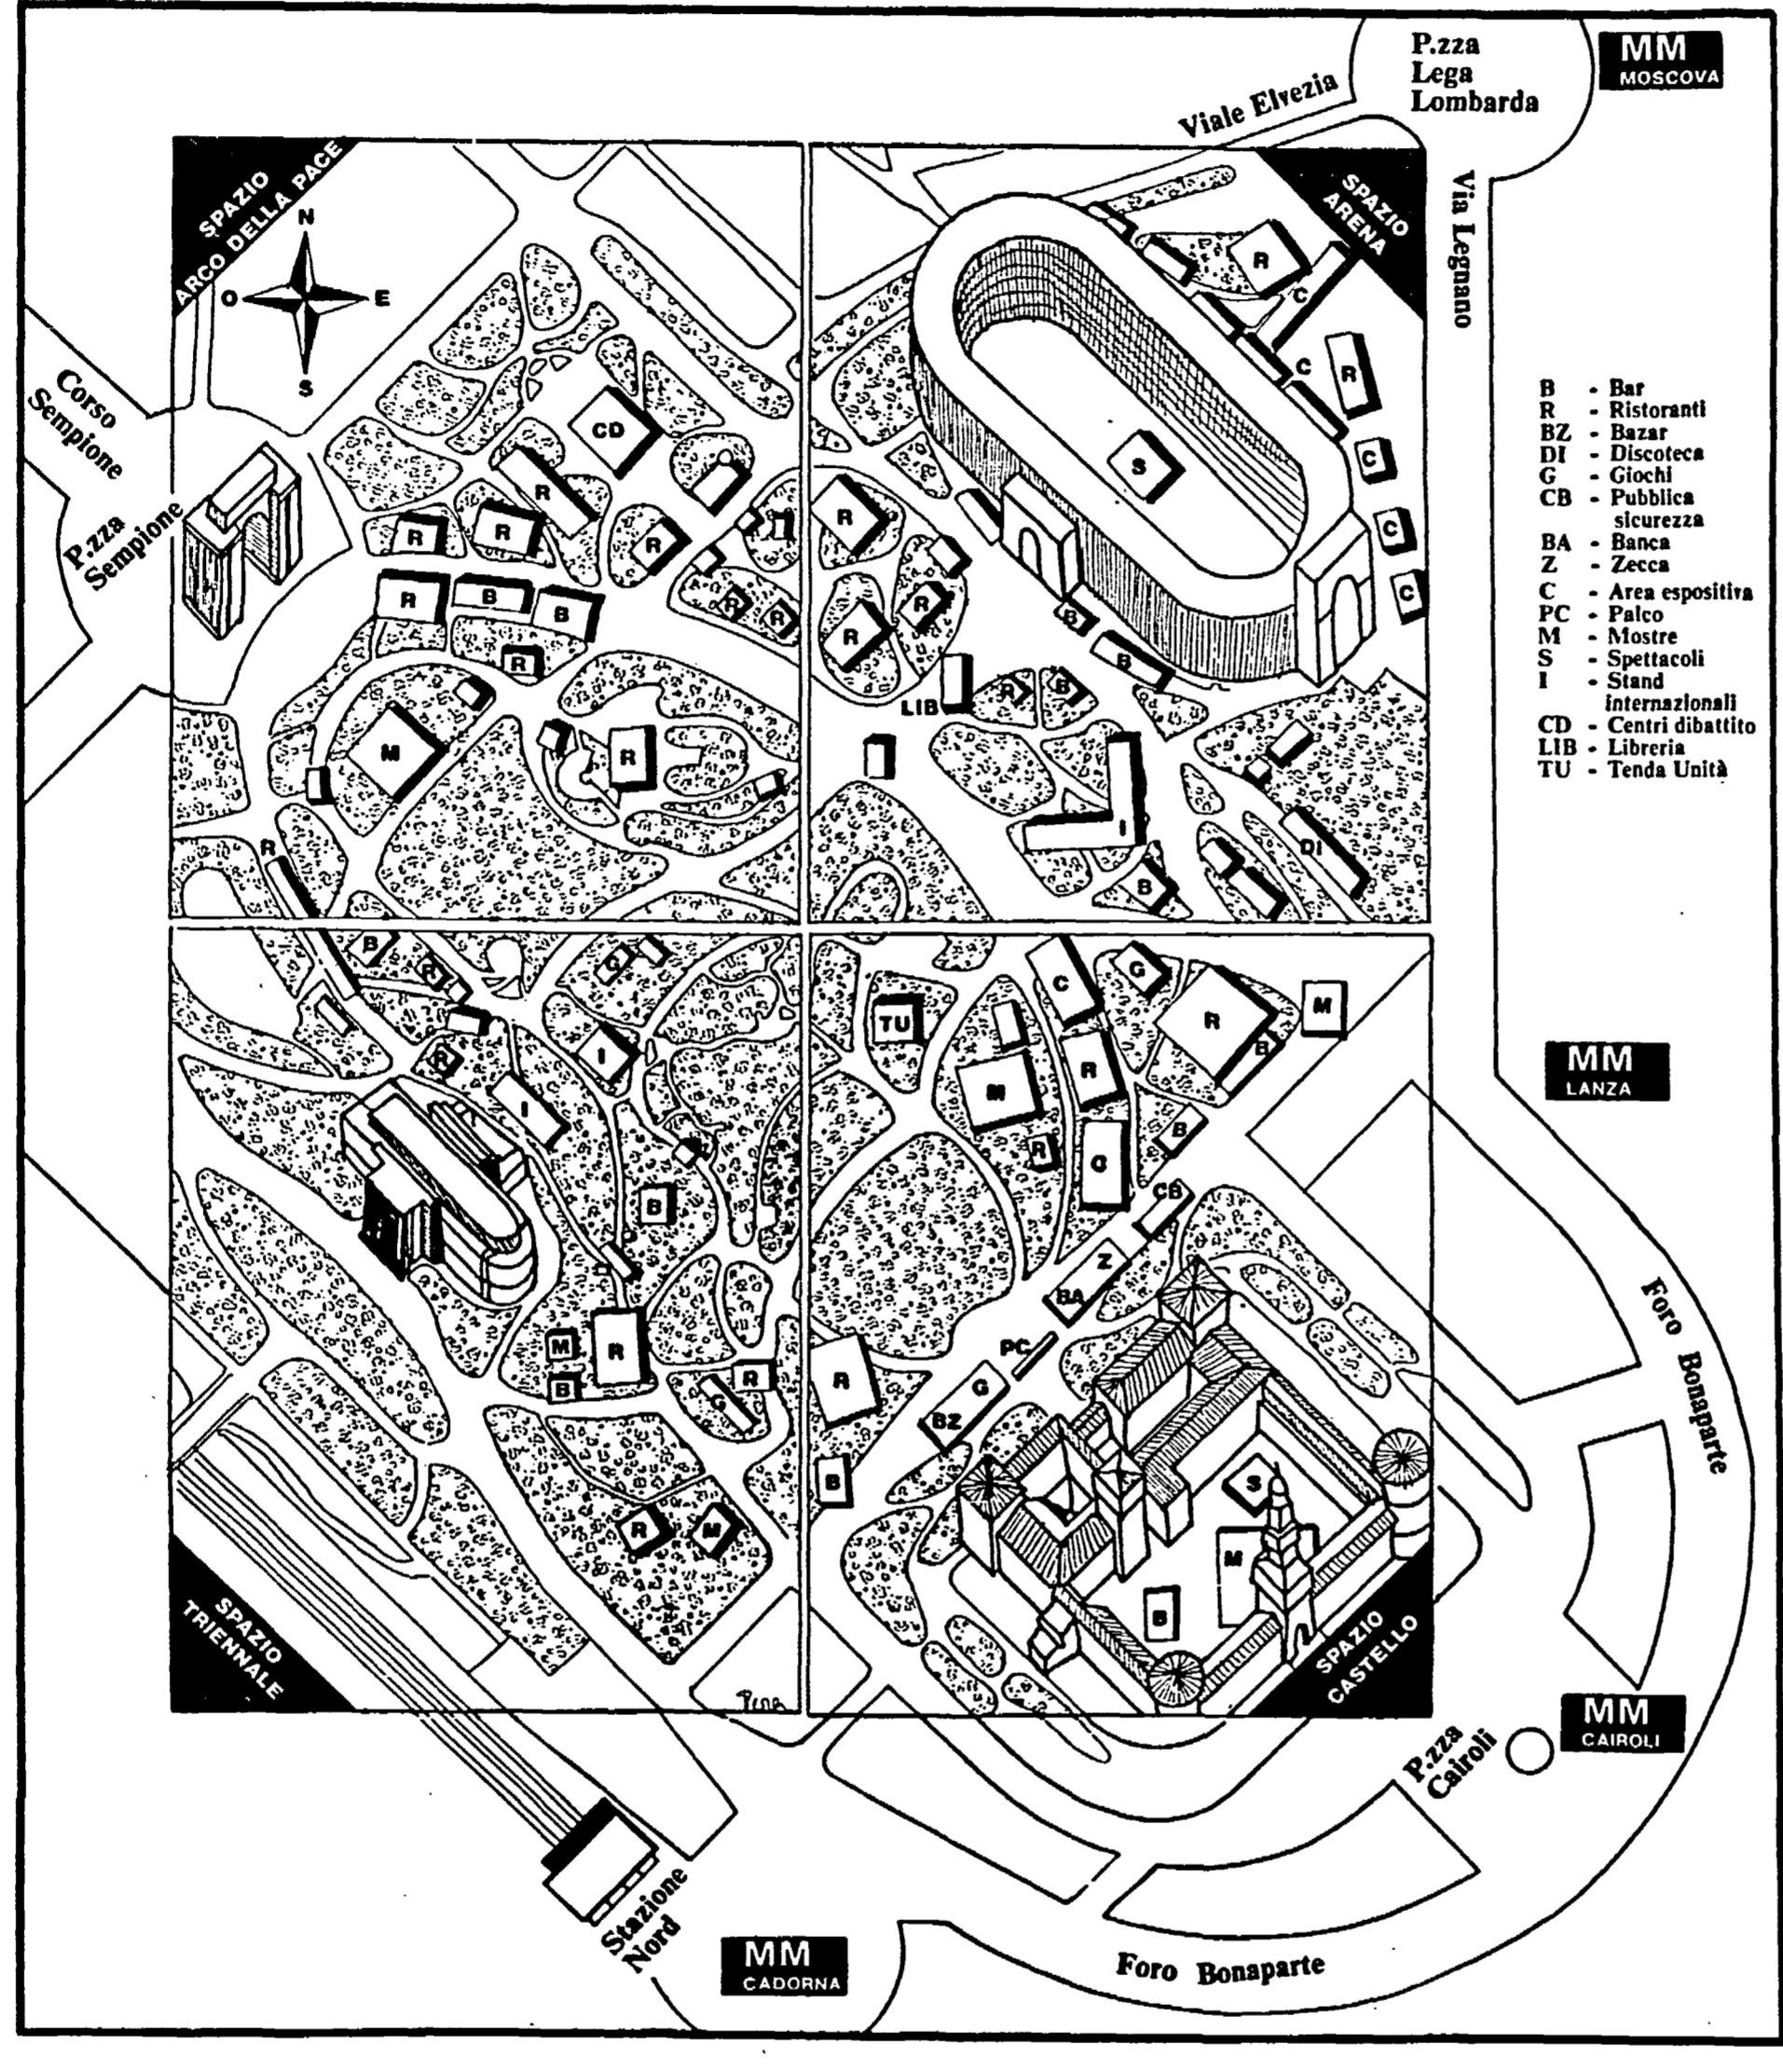 P.zza
Lega
Lombarda
MM
MOSCOVA
Viale Elvezia
Via Legnano
SPAZIO
ARCO DELLA PACE
N
O
E
S
SPAZIO
ARENA
Corso
Sempione
P.zza
Sempione
B - Bar
R - Ristoranti
BZ - Bazar
DI - Discoteca
G - Giochi
CB - Pubblica
sicurezza
BA - Banca
Z - Zecca
C - Area espositiva
PC - Palco
M - Mostre
S - Spettacoli
I - Stand
internazionali
CD - Centri dibattito
LIB - Libreria
TU - Tenda Unità
CD
R
R
R
R
R
B
B
R
R
R
M
R
R
R
C
C
R
C
C
C
S
R
R
R
B
B
LIB
R
B
I
B
DI
B
R
G
R
I
I
B
M
R
B
R
G
R
M
SPAZIO
TRIENNALE
TU
C
G
R
B
M
M
R
R
C
B
CB
Z
BA
PC
G
BZ
R
B
S
M
B
SPAZIO
CASTELLO
MM
LANZA
Foro Bonaparte
MM
CAIROLI
P.zza
Cairoli
Stazione
Nord
MM
CADORNA
Foro Bonaparte